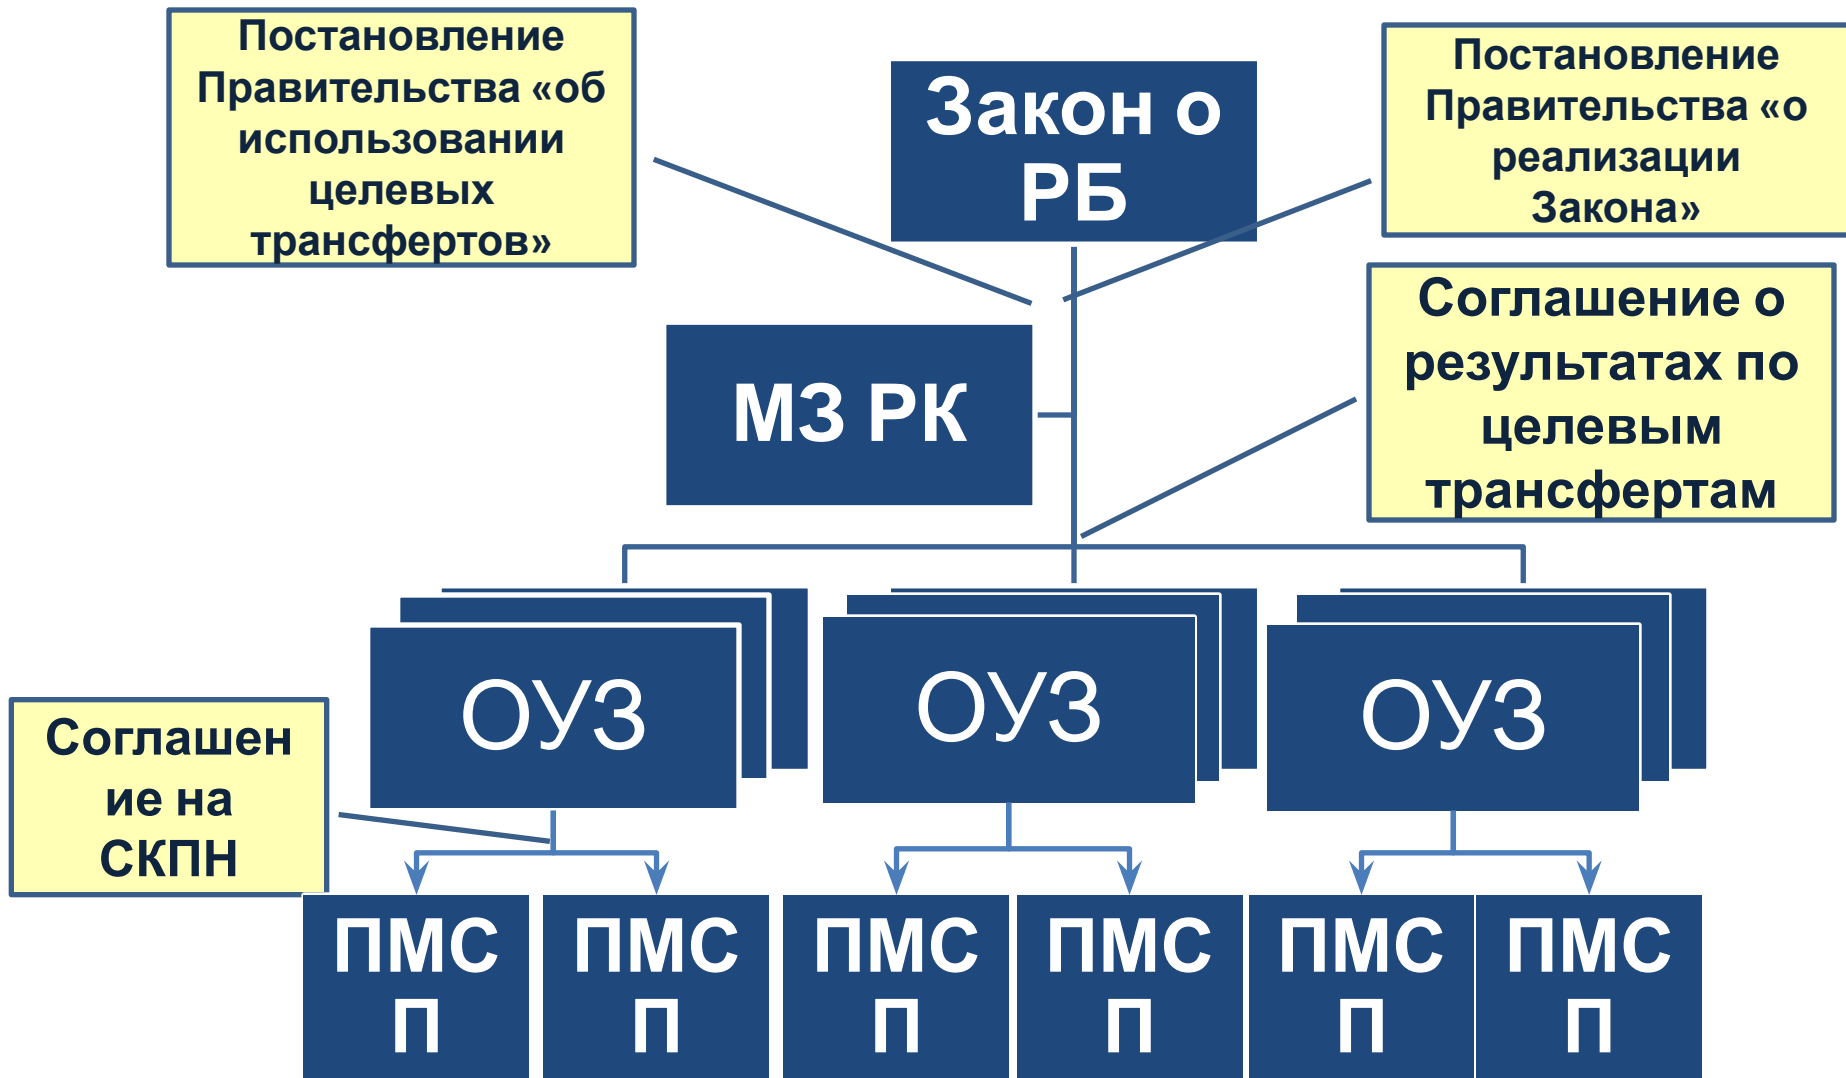 Постановление
Правительства «об
использовании
целевых
трансфертов»
Закон о
РБ
Постановление
Правительства «о
реализации
Закона»
МЗ РК
Соглашение о
результатах по
целевым
трансфертам
ОУЗ
ОУЗ
ОУЗ
Соглашен
ие на
СКПН
ПМС
П
ПМС
П
ПМС
П
ПМС
П
ПМС
П
ПМС
П